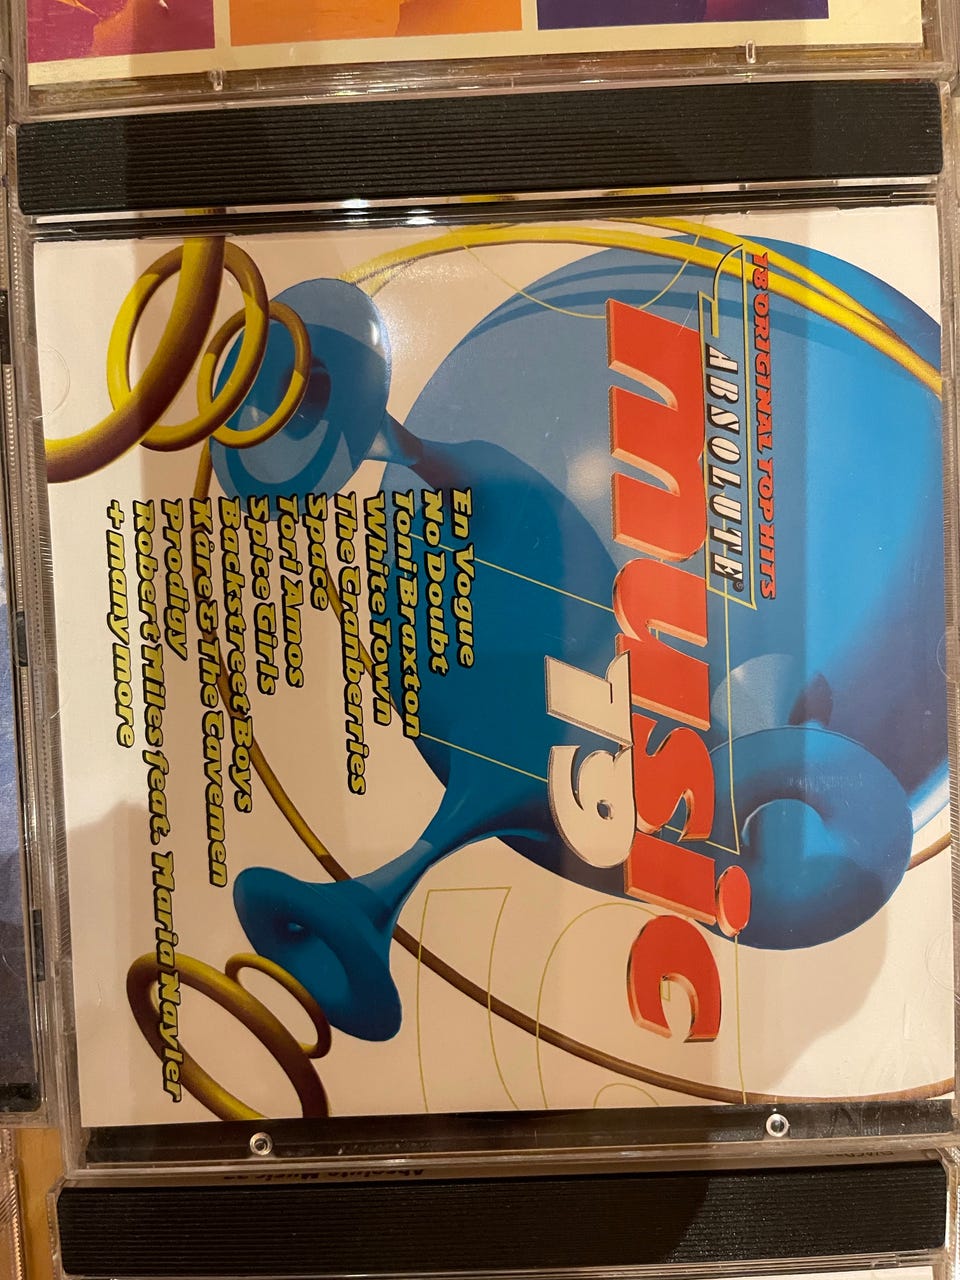 18 ORIGINAL TOP HITS
ABSOLUTE®
music
19
En Vogue
No Doubt
Toni Braxton
White Town
The Cranberries
Space
Tori Amos
Spice Girls
Backstreet Boys
Kåre & The Cavemen
Prodigy
Robert Miles feat. Maria Nayler
+ many more